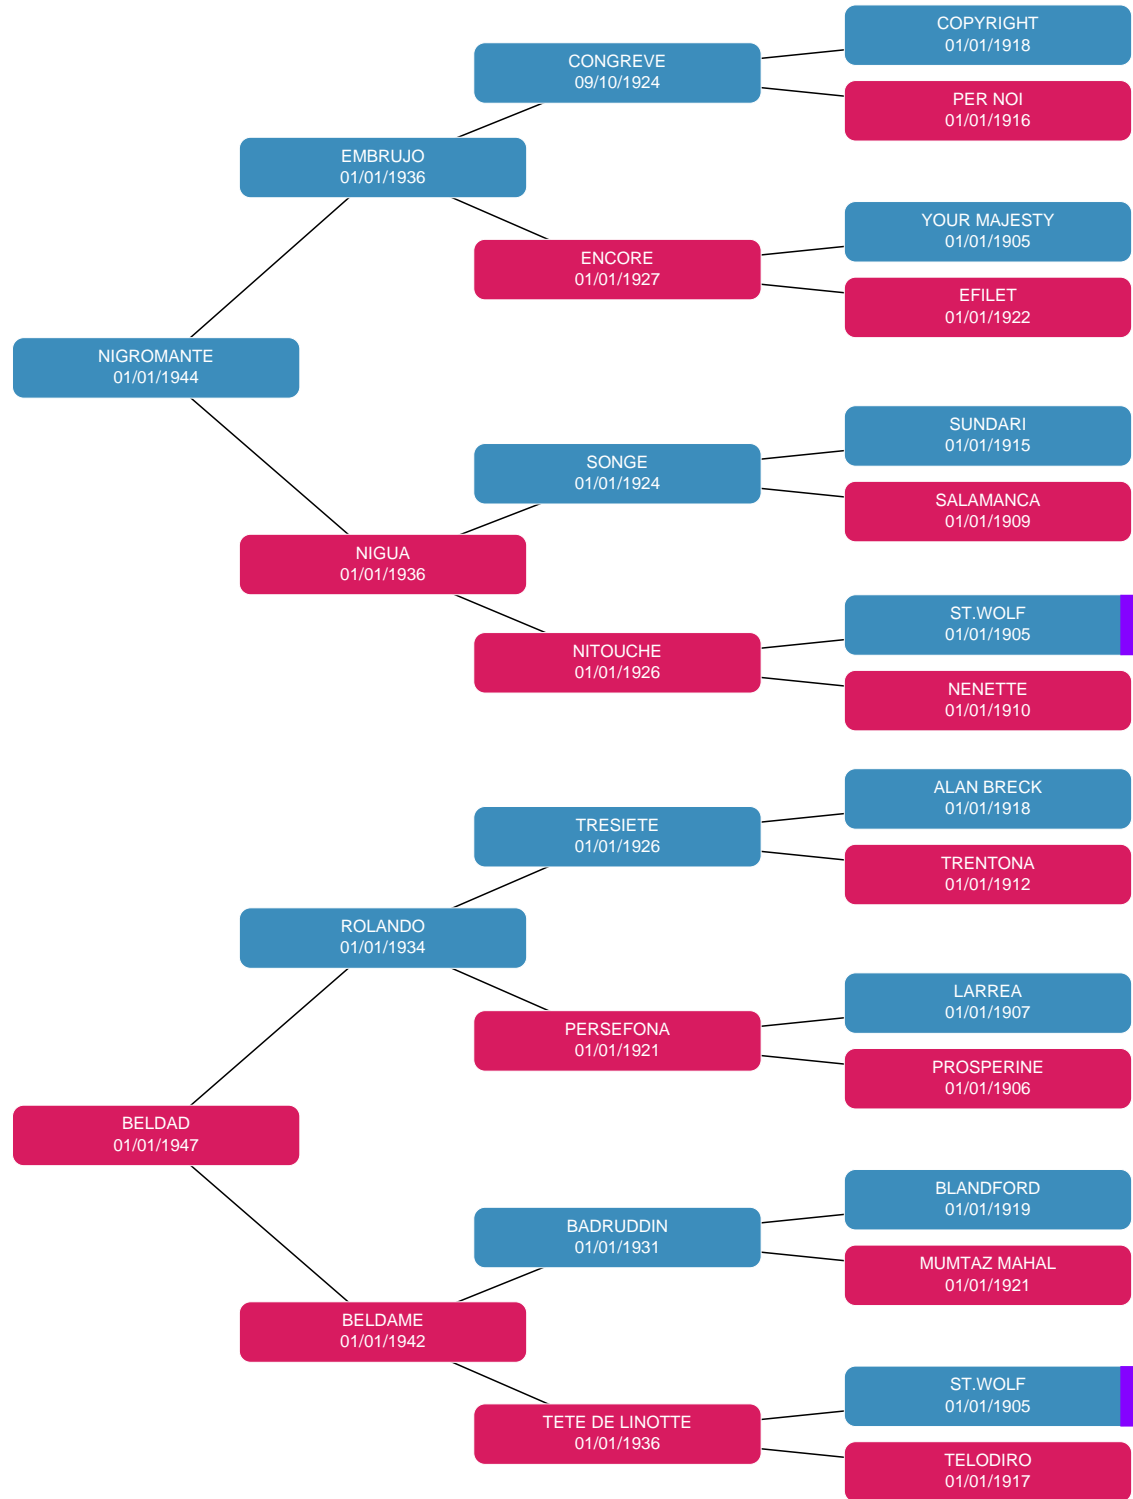 COPYRIGHT
01/01/1918
CONGREVE
09/10/1924
PER NOI
01/01/1916
EMBRUJO
01/01/1936
YOUR MAJESTY
01/01/1905
ENCORE
01/01/1927
EFILET
01/01/1922
NIGROMANTE
01/01/1944
SUNDARI
01/01/1915
SONGE
01/01/1924
SALAMANCA
01/01/1909
NIGUA
01/01/1936
ST.WOLF
01/01/1905
NITOUCHE
01/01/1926
NENETTE
01/01/1910
ALAN BRECK
01/01/1918
TRESIETE
01/01/1926
TRENTONA
01/01/1912
ROLANDO
01/01/1934
LARREA
01/01/1907
PERSEFONA
01/01/1921
PROSPERINE
01/01/1906
BELDAD
01/01/1947
BLANDFORD
01/01/1919
BADRUDDIN
01/01/1931
MUMTAZ MAHAL
01/01/1921
BELDAME
01/01/1942
ST.WOLF
01/01/1905
TETE DE LINOTTE
01/01/1936
TELODIRO
01/01/1917